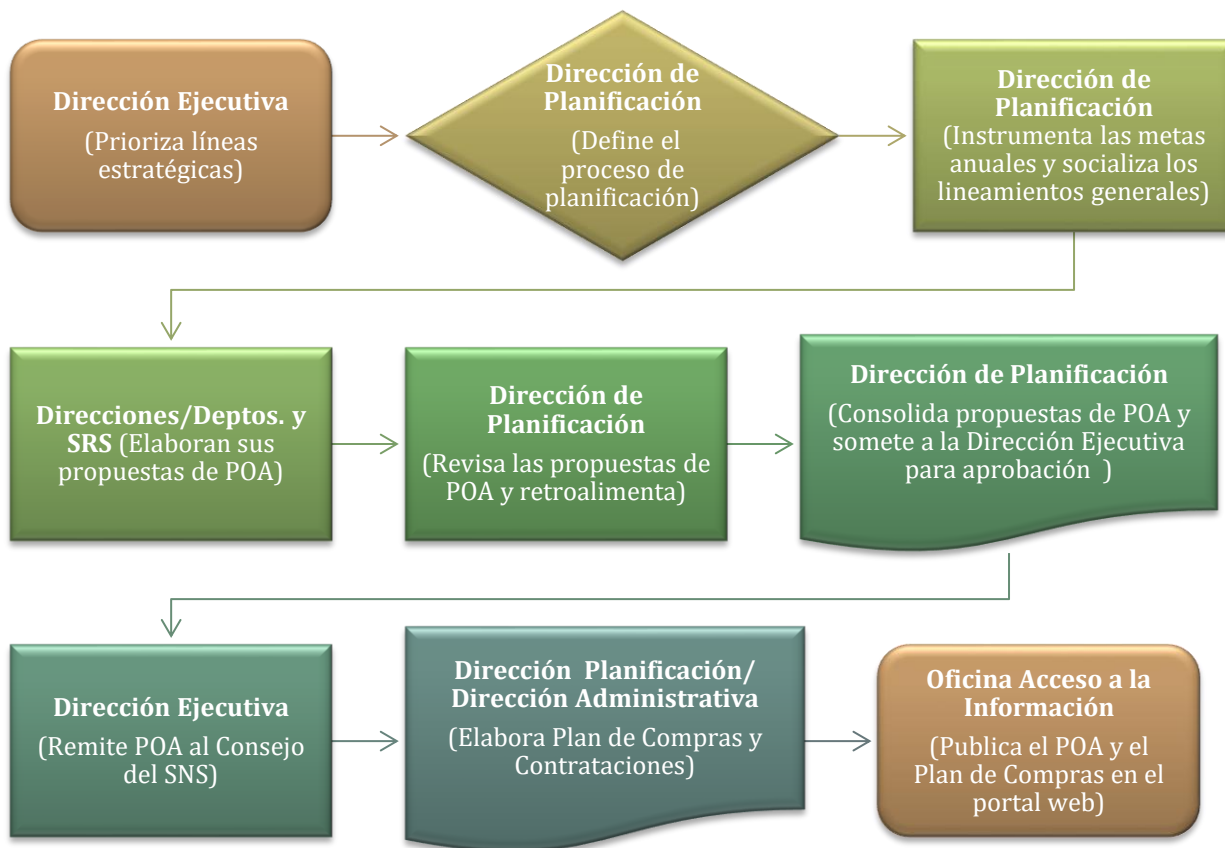 Dirección Ejecutiva
(Prioriza líneas
estratégicas)
Dirección de
Planificación
(Define el
proceso de
planificación)
Dirección de
Planificación
(Instrumenta las metas
anuales y socializa los
lineamientos generales)
Direcciones/Deptos. y
SRS (Elaboran sus
propuestas de POA)
Dirección de
Planificación
(Revisa las propuestas de
POA y retroalimenta)
Dirección de Planificación
(Consolida propuestas de POA y
somete a la Dirección Ejecutiva
para aprobación )
Dirección Ejecutiva
(Remite POA al Consejo
del SNS)
Dirección Planificación/
Dirección Administrativa
(Elabora Plan de Compras y
Contrataciones)
Oficina Acceso a la
Información
(Publica el POA y el
Plan de Compras en el
portal web)